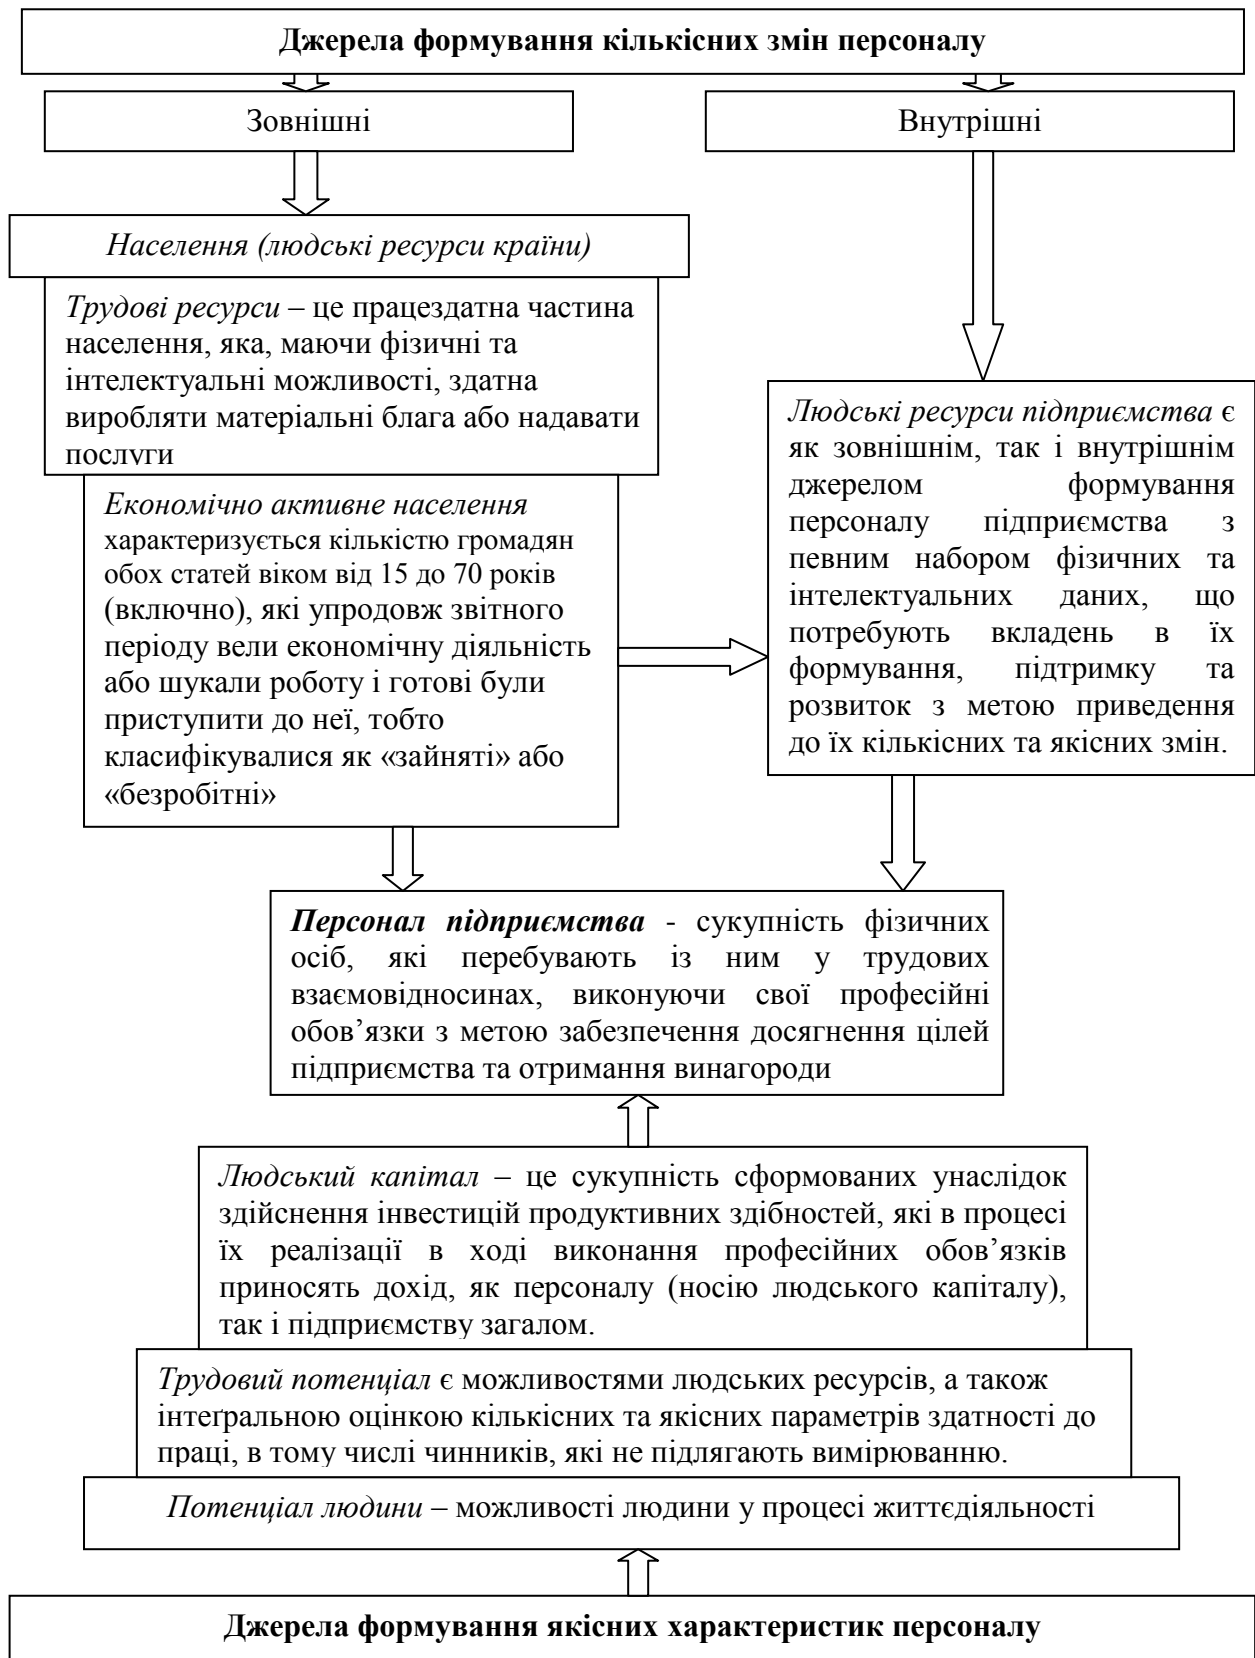 Джерела формування кількісних змін персоналу
Зовнішні
Внутрішні
Населення (людські ресурси країни)
Трудові ресурси – це працездатна частина
населення, яка, маючи фізичні та
інтелектуальні можливості, здатна
виробляти матеріальні блага або надавати
послуги
Економічно активне населення
характеризується кількістю громадян
обох статей віком від 15 до 70 років
(включно), які упродовж звітного
періоду вели економічну діяльність
або шукали роботу і готові були
приступити до неї, тобто
класифікувалися як «зайняті» або
«безробітні»
Людські ресурси підприємства є
як зовнішнім, так і внутрішнім
джерелом формування
персоналу підприємства з
певним набором фізичних та
інтелектуальних даних, що
потребують вкладень в їх
формування, підтримку та
розвиток з метою приведення
до їх кількісних та якісних змін.
Персонал підприємства - сукупність фізичних
осіб, які перебувають із ним у трудових
взаємовідносинах, виконуючи свої професійні
обов’язки з метою забезпечення досягнення цілей
підприємства та отримання винагороди
Людський капітал – це сукупність сформованих унаслідок
здійснення інвестицій продуктивних здібностей, які в процесі
їх реалізації в ході виконання професійних обов’язків
приносять дохід, як персоналу (носію людського капіталу),
так і підприємству загалом.
Трудовий потенціал є можливостями людських ресурсів, а також
інтегральною оцінкою кількісних та якісних параметрів здатності до
праці, в тому числі чинників, які не підлягають вимірюванню.
Потенціал людини – можливості людини у процесі життєдіяльності
Джерела формування якісних характеристик персоналу